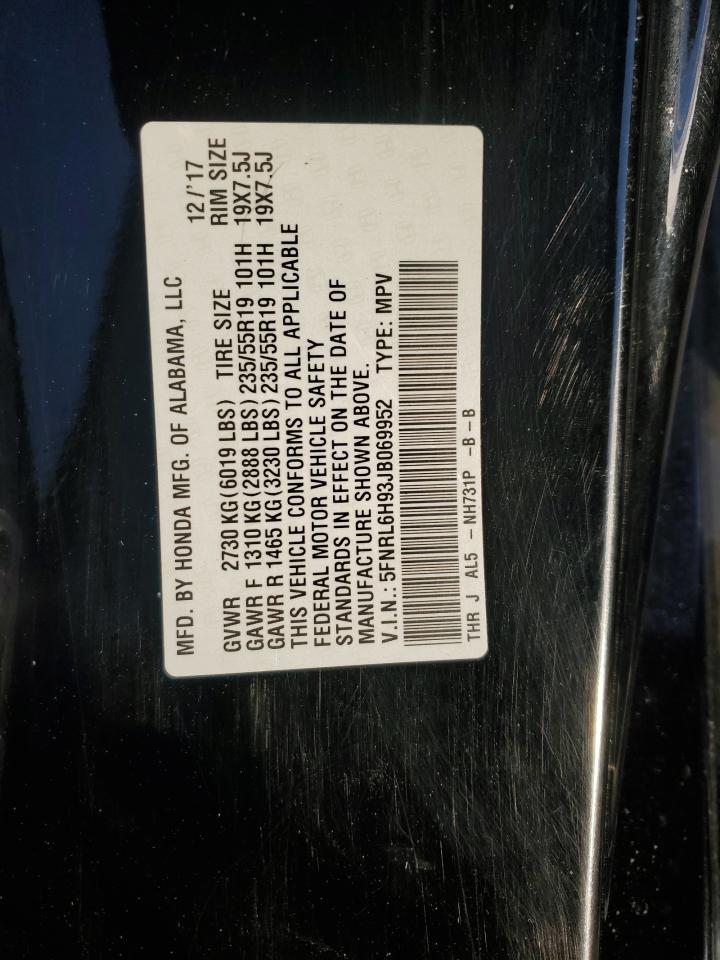 MFD. BY HONDA MFG. OF ALABAMA, LLC 12/'17
GVWR 2730 KG(6019 LBS) TIRE SIZE RIM SIZE
GAWR F 1310 KG(2888 LBS)235/55R19 101H 19X7.5J
GAWR R 1465 KG(3230 LBS)235/55R19 101H 19X7.5J
THIS VEHICLE CONFORMS TO ALL APPLICABLE
FEDERAL MOTOR VEHICLE SAFETY
STANDARDS IN EFFECT ON THE DATE OF
MANUFACTURE SHOWN ABOVE.
V.I.N.: 5FNRL6H93JB069952 TYPE: MPV
THR J AL5 - NH731P -B -B